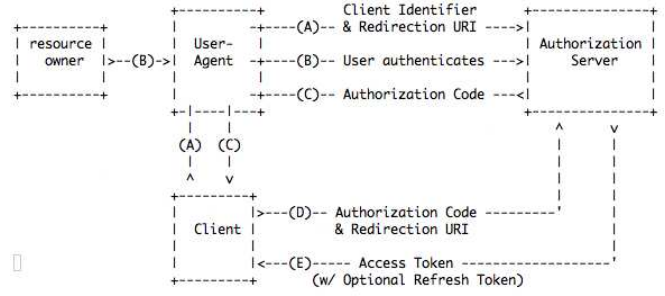 Client Identifier
(A) & Redirection URI
resource owner
User-Agent
Authorization Server
(B)
(B) User authenticates
(C) Authorization Code
(A) (C)
(D) Authorization Code
Client & Redirection URI
(E) Access Token
(w/ Optional Refresh Token)